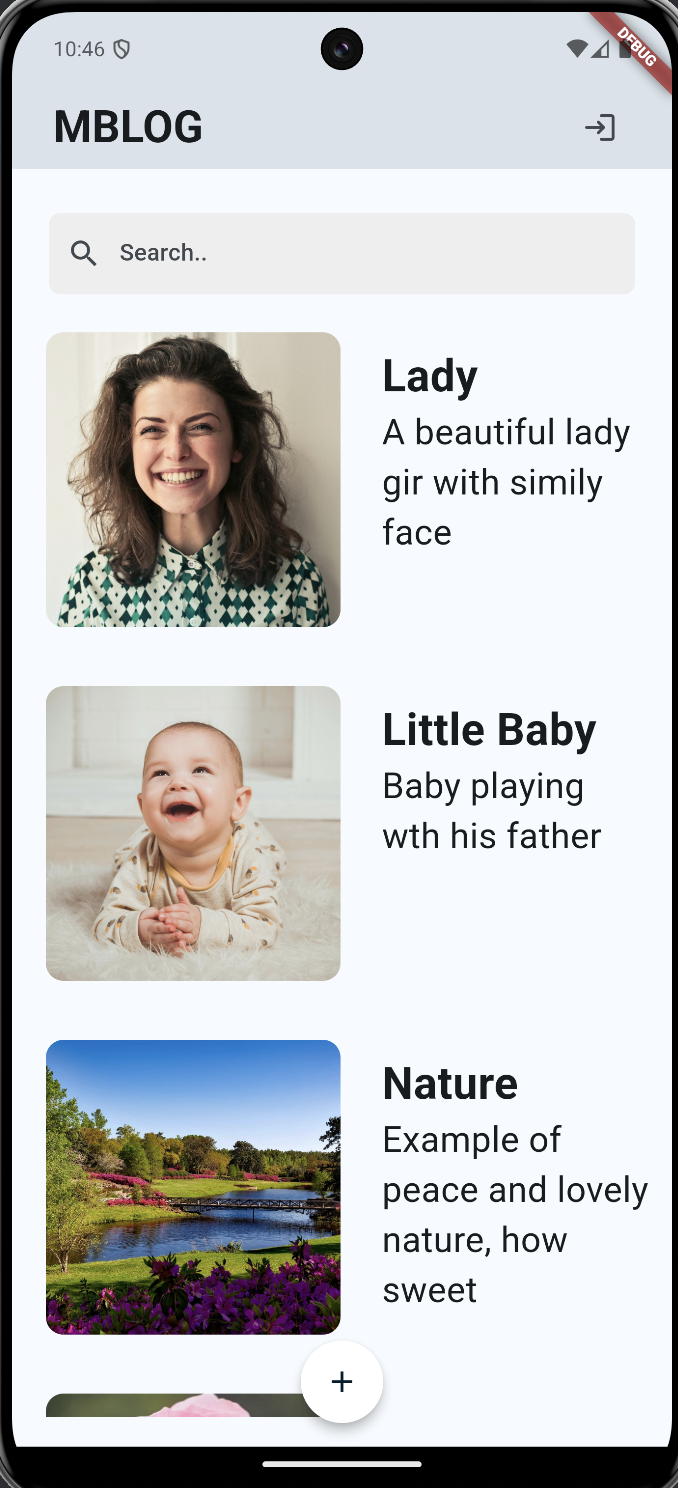 10:46
DEBUG
MBLOG
Search..
Lady
A beautiful lady
gir with simily
face
Little Baby
Baby playing
wth his father
Nature
Example of
peace and lovely
nature, how
sweet
+